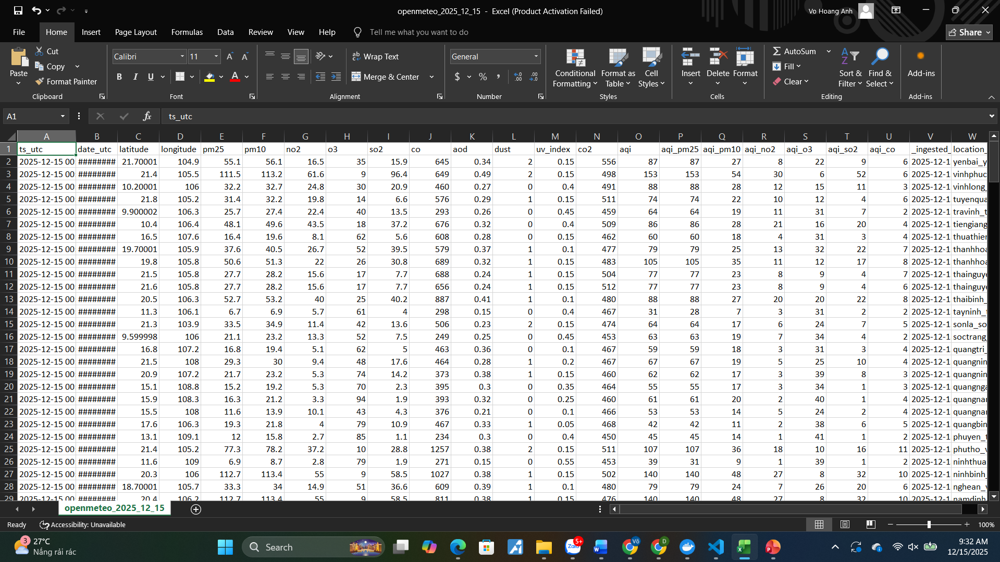 openmeteo_2025_12_15 - Excel (Product Activation Failed)
Vo Hoang Anh
File Home Insert Page Layout Formulas Data Review View Help Tell me what you want to do Share
Paste
Cut
Copy
Format Painter
Clipboard
Calibri 11
B I U
Font
Wrap Text
Merge & Center
Alignment
General
$ % ,
Number
Conditional Formatting
Format as Table
Cell Styles
Styles
Insert Delete Format
Cells
AutoSum
Fill
Clear
Sort & Filter
Find & Select
Editing
Add-ins
Add-ins
A1 fx ts_utc
A B C D E F G H I J K L M N O P Q R S T U V W
1 ts_utc date_utc latitude longitude pm25 pm10 no2 o3 so2 co aod dust uv_index co2 aqi aqi_pm25 aqi_pm10 aqi_no2 aqi_o3 aqi_so2 aqi_co _ingested_ location_
2 2025-12-15 00 ######## 21.70001 104.9 55.1 56.1 16.5 35 15.9 645 0.34 2 0.15 556 87 87 27 8 22 9 6 2025-12-1 yenbai_y
3 2025-12-15 00 ######## 21.4 105.5 111.5 113.2 61.6 9 96.4 649 0.49 2 0.15 498 153 153 54 30 6 52 6 2025-12-1 vinhphuc
4 2025-12-15 00 ######## 10.20001 106 32.2 32.7 24.8 30 20.9 460 0.27 0 0.4 491 88 88 28 12 15 11 3 2025-12-1 vinhlong_
5 2025-12-15 00 ######## 21.8 105.2 31.4 32.2 19.8 14 6.6 576 0.29 1 0.15 511 74 74 22 10 12 4 6 2025-12-1 tuyenqua
6 2025-12-15 00 ######## 9.900002 106.3 25.7 27.4 22.4 40 13.5 293 0.26 0 0.45 459 64 64 19 11 31 7 2 2025-12-1 travinh_t
7 2025-12-15 00 ######## 10.4 106.4 48.1 49.6 43.5 18 37.2 676 0.32 0 0.4 509 86 86 28 21 16 20 4 2025-12-1 tiengiang
8 2025-12-15 00 ######## 16.5 107.6 16.4 19.6 8.1 62 5.6 608 0.28 0 0.15 462 60 60 18 4 31 3 4 2025-12-1 thuathien
9 2025-12-15 00 ######## 19.70001 105.9 37.6 40.5 26.7 52 39.5 579 0.37 1 0.1 477 79 79 25 13 32 22 7 2025-12-1 thanhhoa
10 2025-12-15 00 ######## 19.8 105.8 50.6 51.3 22 26 30.8 689 0.32 1 0.15 483 105 105 35 11 12 17 8 2025-12-1 thanhhoa
11 2025-12-15 00 ######## 21.5 105.8 27.7 28.2 15.6 17 7.7 688 0.24 1 0.15 504 77 77 23 8 9 4 7 2025-12-1 thainguye
12 2025-12-15 00 ######## 21.6 105.8 27.7 28.2 15.6 17 7.7 656 0.24 1 0.15 512 77 77 23 8 9 4 6 2025-12-1 thainguye
13 2025-12-15 00 ######## 20.5 106.3 52.7 53.2 40 25 40.2 887 0.41 1 0.1 480 88 88 27 20 20 22 8 2025-12-1 thaibinh_
14 2025-12-15 00 ######## 11.3 106.1 6.7 6.9 5.7 61 4 298 0.15 0 0.4 467 31 28 7 3 31 2 2 2025-12-1 tayninh_t
15 2025-12-15 00 ######## 21.3 103.9 33.5 34.9 11.4 42 13.6 506 0.23 2 0.15 474 64 64 17 6 24 7 5 2025-12-1 sonla_so
16 2025-12-15 00 ######## 9.599998 106 21.1 23.2 13.3 52 7.5 249 0.25 0 0.45 453 63 63 19 7 34 4 2 2025-12-1 soctrang_
17 2025-12-15 00 ######## 16.8 107.2 16.8 19.4 5.1 62 5 463 0.36 0 0.1 467 59 59 18 3 31 3 4 2025-12-1 quangtri_
18 2025-12-15 00 ######## 21.5 108 29.3 30 9.4 48 17.6 464 0.28 1 0.2 467 67 67 19 5 25 10 4 2025-12-1 quangnin
19 2025-12-15 00 ######## 20.9 107.2 21.7 23.2 5.3 74 14.2 373 0.38 1 0.15 460 62 62 17 3 39 8 3 2025-12-1 quangnin
20 2025-12-15 00 ######## 15.1 108.8 15.2 19.2 5.3 70 2.3 395 0.3 0 0.35 464 55 55 17 3 34 1 3 2025-12-1 quangnga
21 2025-12-15 00 ######## 15.9 108.3 16.3 21.2 3.3 94 1.9 393 0.32 0 0.25 460 61 61 20 2 40 1 4 2025-12-1 quangnar
22 2025-12-15 00 ######## 15.5 108 11.6 13.9 10.1 43 4.3 376 0.21 0 0.1 466 53 53 14 5 24 2 4 2025-12-1 quangnar
23 2025-12-15 00 ######## 17.6 106.3 19.3 21.8 4 79 10.9 467 0.33 1 0.05 468 42 42 11 2 38 6 5 2025-12-1 quangbin
24 2025-12-15 00 ######## 13.1 109.1 12 15.8 2.7 85 1.1 234 0.3 0 0.4 450 45 45 14 1 41 1 2 2025-12-1 phuyen_t
25 2025-12-15 00 ######## 21.4 105.2 77.3 78.2 37.2 10 28.8 1257 0.38 2 0.15 511 107 107 36 18 10 16 11 2025-12-1 phutho_v
26 2025-12-15 00 ######## 11.6 109 6.9 8.7 2.8 79 1.9 271 0.15 0 0.55 453 39 31 9 1 39 1 2 2025-12-1 ninhthua
27 2025-12-15 00 ######## 20.3 106 112.7 113.4 55 9 58.5 1027 0.38 1 0.15 502 140 140 48 27 8 32 10 2025-12-1 ninhbinh_
28 2025-12-15 00 ######## 18.70001 105.7 33.3 34 14.9 51 36.6 609 0.39 1 0.1 480 79 79 24 7 26 20 6 2025-12-1 nghean_v
29 2025-12-15 00 ######## 20.4 106.2 112.7 113.4 55 9 58.5 811 0.38 1 0.15 476 140 140 48 27 8 32 10 2025-12-1 namdinh
openmeteo_2025_12_15
Ready Accessibility: Unavailable 100%
3 27°C
Nắng rải rác
Search
Zalo 5+
9:32 AM
12/15/2025